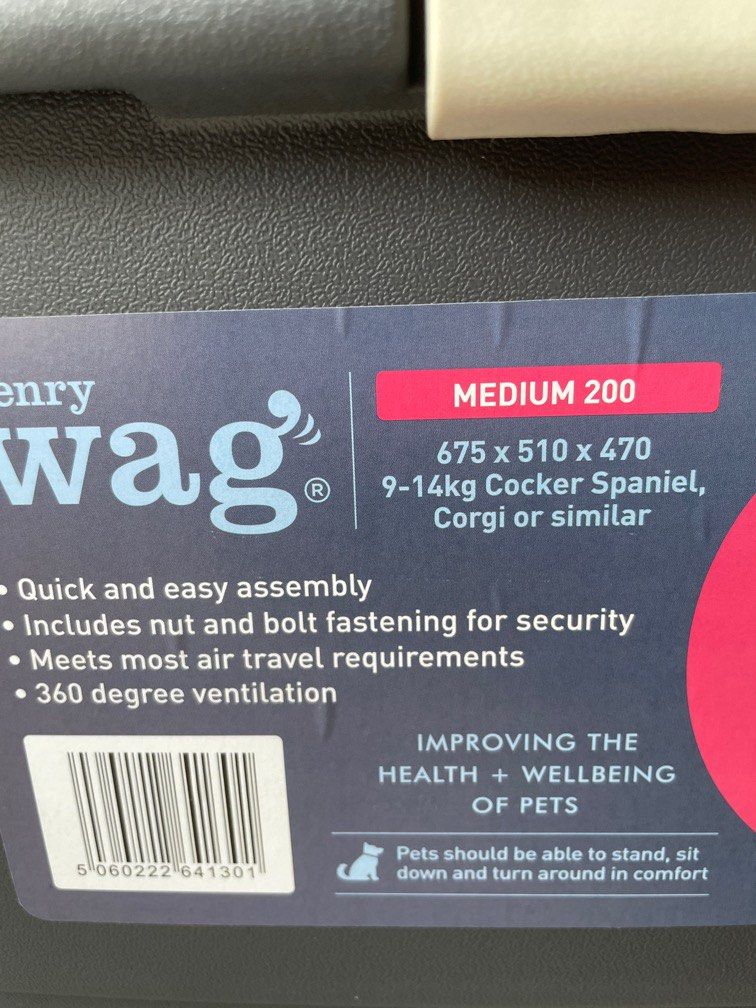 enry
wag®
MEDIUM 200
675 x 510 x 470
9-14kg Cocker Spaniel,
Corgi or similar
• Quick and easy assembly
• Includes nut and bolt fastening for security
• Meets most air travel requirements
• 360 degree ventilation
IMPROVING THE
HEALTH + WELLBEING
OF PETS
5 060222 641301
Pets should be able to stand, sit
down and turn around in comfort